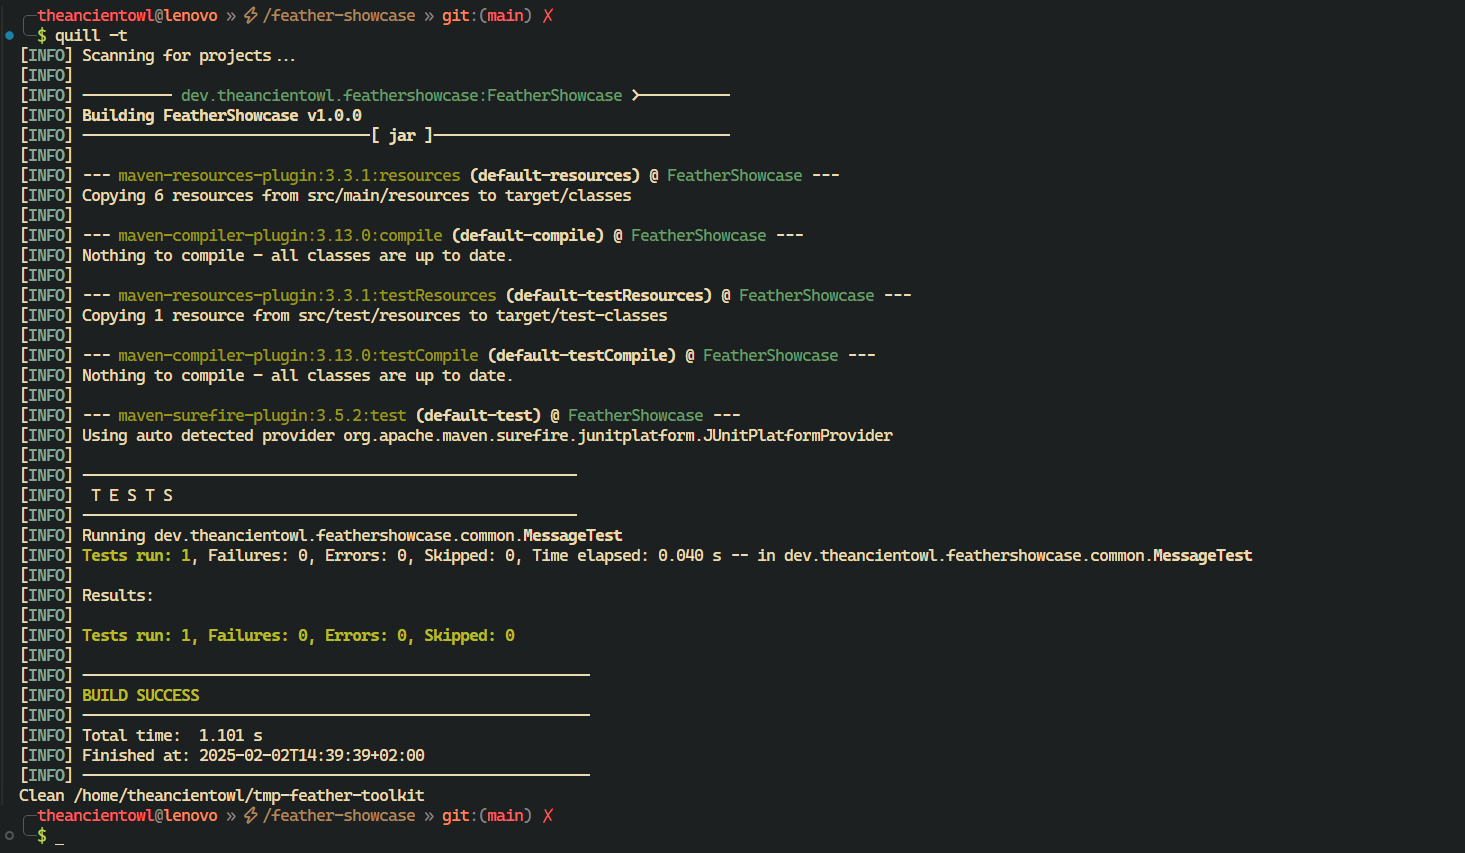 theancientowl@lenovo » ⚡/feather-showcase » git:(main) ✗
$ quill -t
[INFO] Scanning for projects...
[INFO]
[INFO] ---------- dev.theancientowl.feathershowcase:FeatherShowcase >----------
[INFO] Building FeatherShowcase v1.0.0
[INFO] --------------------------------[ jar ]---------------------------------
[INFO]
[INFO] --- maven-resources-plugin:3.3.1:resources (default-resources) @ FeatherShowcase ---
[INFO] Copying 6 resources from src/main/resources to target/classes
[INFO]
[INFO] --- maven-compiler-plugin:3.13.0:compile (default-compile) @ FeatherShowcase ---
[INFO] Nothing to compile - all classes are up to date.
[INFO]
[INFO] --- maven-resources-plugin:3.3.1:testResources (default-testResources) @ FeatherShowcase ---
[INFO] Copying 1 resource from src/test/resources to target/test-classes
[INFO]
[INFO] --- maven-compiler-plugin:3.13.0:testCompile (default-testCompile) @ FeatherShowcase ---
[INFO] Nothing to compile - all classes are up to date.
[INFO]
[INFO] --- maven-surefire-plugin:3.5.2:test (default-test) @ FeatherShowcase ---
[INFO] Using auto detected provider org.apache.maven.surefire.junitplatform.JUnitPlatformProvider
[INFO]
[INFO] -------------------------------------------------------
[INFO]  T E S T S
[INFO] -------------------------------------------------------
[INFO] Running dev.theancientowl.feathershowcase.common.MessageTest
[INFO] Tests run: 1, Failures: 0, Errors: 0, Skipped: 0, Time elapsed: 0.040 s -- in dev.theancientowl.feathershowcase.common.MessageTest
[INFO]
[INFO] Results:
[INFO]
[INFO] Tests run: 1, Failures: 0, Errors: 0, Skipped: 0
[INFO]
[INFO] --------------------------------------------------------
[INFO] BUILD SUCCESS
[INFO] --------------------------------------------------------
[INFO] Total time:  1.101 s
[INFO] Finished at: 2025-02-02T14:39:39+02:00
[INFO] --------------------------------------------------------
Clean /home/theancientowl/tmp-feather-toolkit
theancientowl@lenovo » ⚡/feather-showcase » git:(main) ✗
$ _